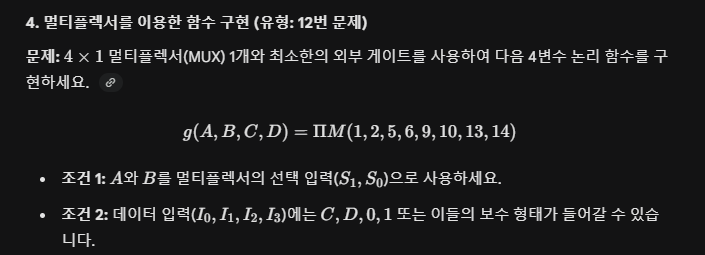 4. 멀티플렉서를 이용한 함수 구현 (유형: 12번 문제)
문제: 4 × 1 멀티플렉서(MUX) 1개와 최소한의 외부 게이트를 사용하여 다음 4변수 논리 함수를 구
현하세요.
g(A, B, C, D) = ΠM(1, 2, 5, 6, 9, 10, 13, 14)
• 조건 1: A와 B를 멀티플렉서의 선택 입력(S₁, S₀)으로 사용하세요.
• 조건 2: 데이터 입력(I₀, I₁, I₂, I₃)에는 C, D, 0, 1 또는 이들의 보수 형태가 들어갈 수 있습
니다.